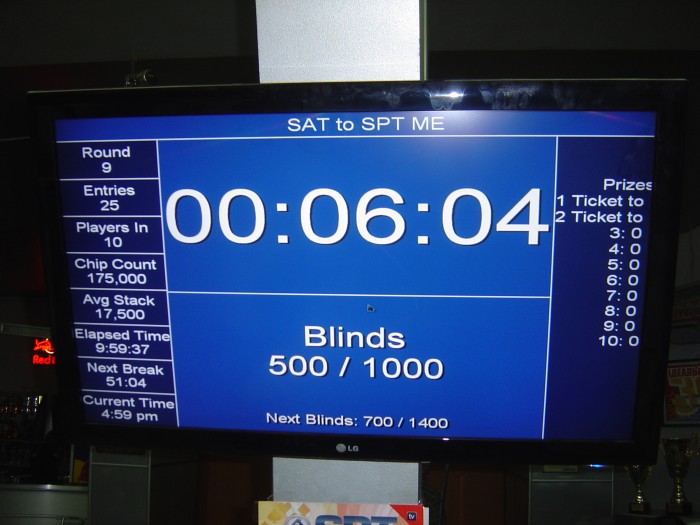 SAT to SPT ME
Round
9
Entries
25
Players In
10
Chip Count
175,000
Avg Stack
17,500
Elapsed Time
9:59:37
Next Break
51:04
Current Time
4:59 pm
00:06:04
Blinds
500 / 1000
Next Blinds: 700 / 1400
Prizes
1 Ticket to
2 Ticket to
3: 0
4: 0
5: 0
6: 0
7: 0
8: 0
9: 0
10: 0
LG
Red
SPT
tv